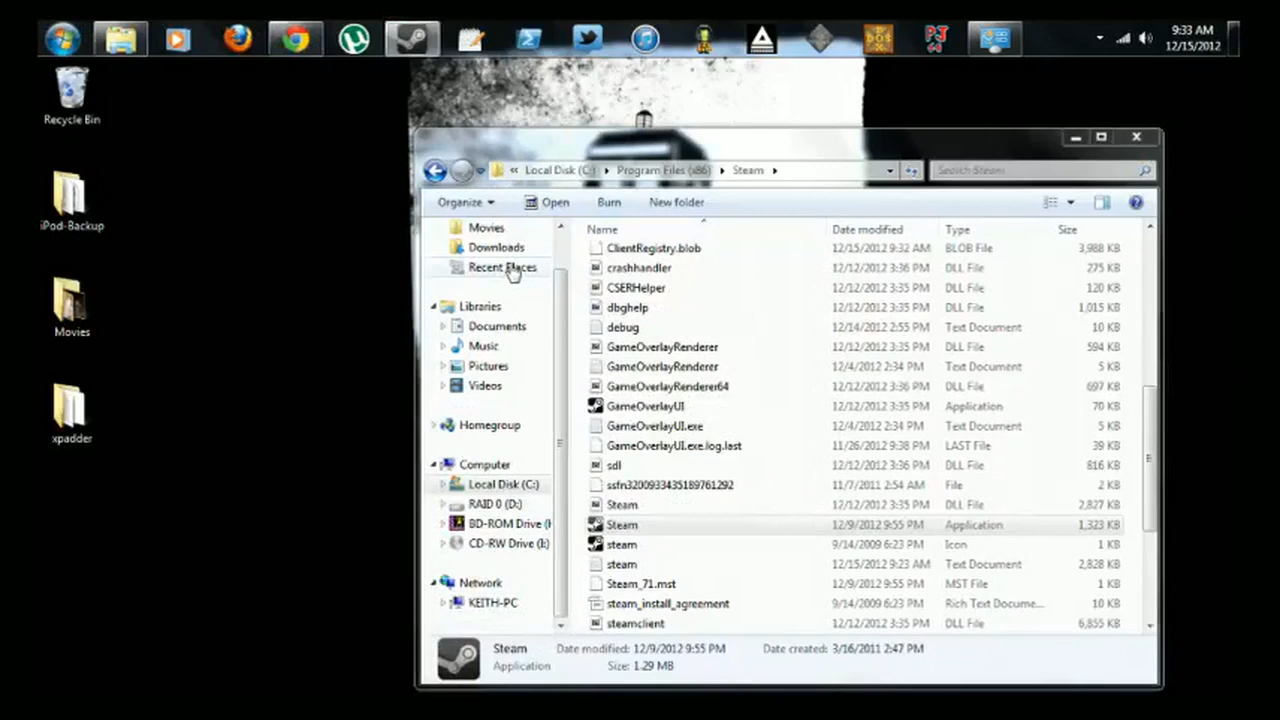 9:33 AM
12/15/2012
Recycle Bin
iPod-Backup
Movies
xpadder
« Local Disk (C:) Program Files (x86) Steam
Search Steam
Organize Open Burn New folder
Movies
Downloads
Recent Places
Libraries
Documents
Music
Pictures
Videos
Homegroup
Computer
Local Disk (C:)
RAID 0 (D:)
BD-ROM Drive (
CD-RW Drive (I:)
Network
KEITH-PC
Name Date modified Type Size
ClientRegistry.blob 12/15/2012 9:32 AM BLOB File 3,988 KB
crashhandler 12/12/2012 3:36 PM DLL File 275 KB
CSERHelper 12/12/2012 3:35 PM DLL File 120 KB
dbghelp 12/12/2012 3:35 PM DLL File 1,015 KB
debug 12/14/2012 2:55 PM Text Document 10 KB
GameOverlayRenderer 12/12/2012 3:35 PM DLL File 594 KB
GameOverlayRenderer 12/4/2012 2:34 PM Text Document 5 KB
GameOverlayRenderer64 12/12/2012 3:36 PM DLL File 697 KB
GameOverlayUI 12/12/2012 3:35 PM Application 70 KB
GameOverlayUI.exe 12/4/2012 2:34 PM Text Document 5 KB
GameOverlayUI.exe.log.last 11/26/2012 9:38 PM LAST File 39 KB
sdl 12/12/2012 3:36 PM DLL File 816 KB
ssfn3200933435189761292 11/7/2011 2:54 AM File 2 KB
Steam 12/12/2012 3:35 PM DLL File 2,827 KB
Steam 12/9/2012 9:55 PM Application 1,323 KB
steam 9/14/2009 6:23 PM Icon 1 KB
steam 12/15/2012 9:23 AM Text Document 2,828 KB
Steam_71.mst 12/9/2012 9:55 PM MST File 1 KB
steam_install_agreement 9/14/2009 6:23 PM Rich Text Docume... 10 KB
steamclient 12/12/2012 3:35 PM DLL File 6,855 KB
Steam Date modified: 12/9/2012 9:55 PM Date created: 3/16/2011 2:47 PM
Application Size: 1.29 MB